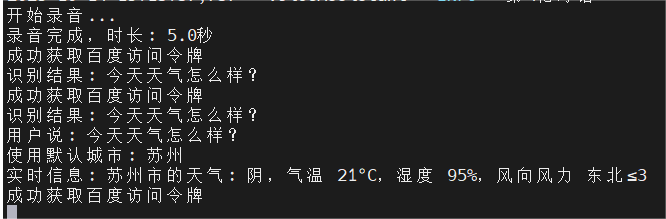 开始录音...
录音完成, 时长: 5.0秒
成功获取百度访问令牌
识别结果: 今天天气怎么样?
成功获取百度访问令牌
识别结果: 今天天气怎么样?
用户说: 今天天气怎么样?
使用默认城市: 苏州
实时信息: 苏州市的天气: 阴, 气温 21°C, 湿度 95%, 风向风力 东北≤3
成功获取百度访问令牌